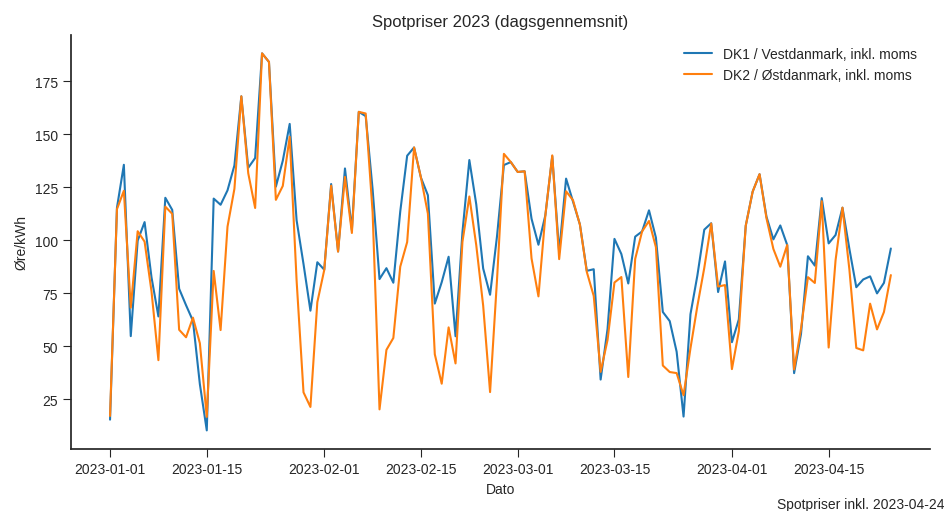 Spotpriser 2023 (dagsgennemsnit)
DK1 / Vestdanmark, inkl. moms
DK2 / Østdanmark, inkl. moms
Øre/kWh
175
150
125
100
75
50
25
2023-01-01 2023-01-15 2023-02-01 2023-02-15 2023-03-01 2023-03-15 2023-04-01 2023-04-15
Dato
Spotpriser inkl. 2023-04-24